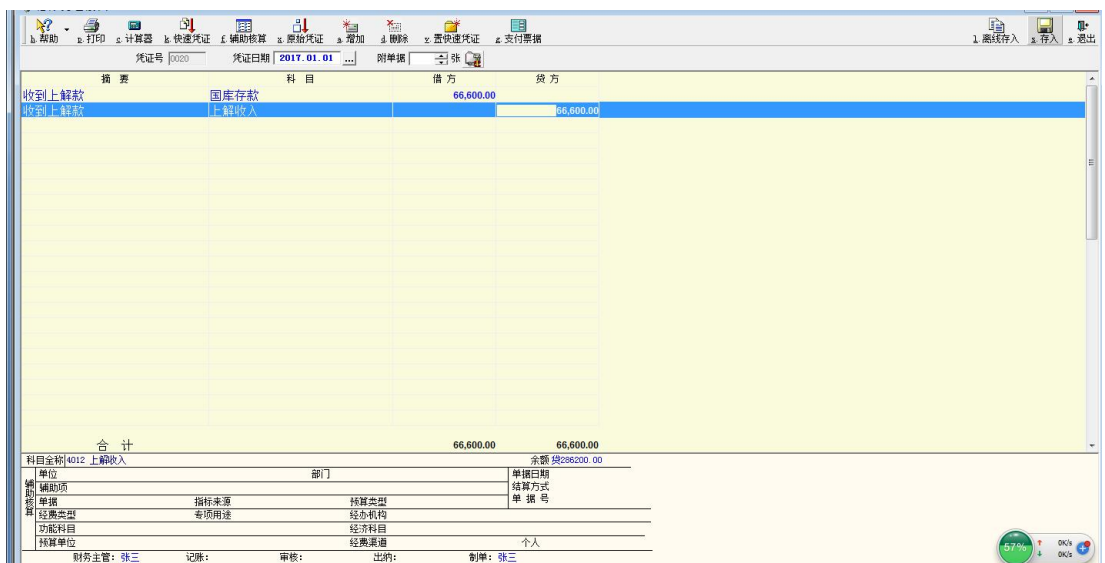 h.帮助 p.打印 c.计算器 k.快速凭证 f.辅助核算 x.原始凭证 a.增加 d.删除 v.置快速凭证 z.支付票据 l.离线存入 s.存入 e.退出
凭证号 0020 凭证日期 2017.01.01 ... 附单据 张
摘 要 科 目 借 方 贷 方
收到上解款 国库存款 66,600.00
收到上解款 上解收入 66,600.00
合 计 66,600.00 66,600.00
科目全称 4012 上解收入 余额 贷286200.00
辅助核算
单位 部门 单据日期
辅助项 结算方式
单据 指标来源 预算类型 单 据 号
经费类型 专项用途 经办机构
功能科目 经济科目
预算单位 经费渠道 个人
财务主管: 张三 记账: 审核: 出纳: 制单: 张三
57% 0K/s
0K/s